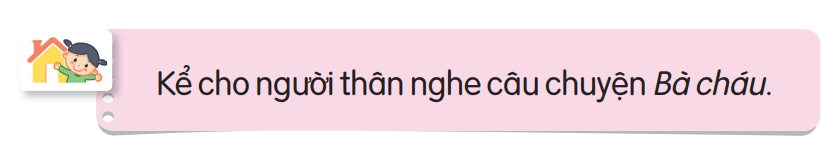 Kể cho người thân nghe câu chuyện Bà cháu.